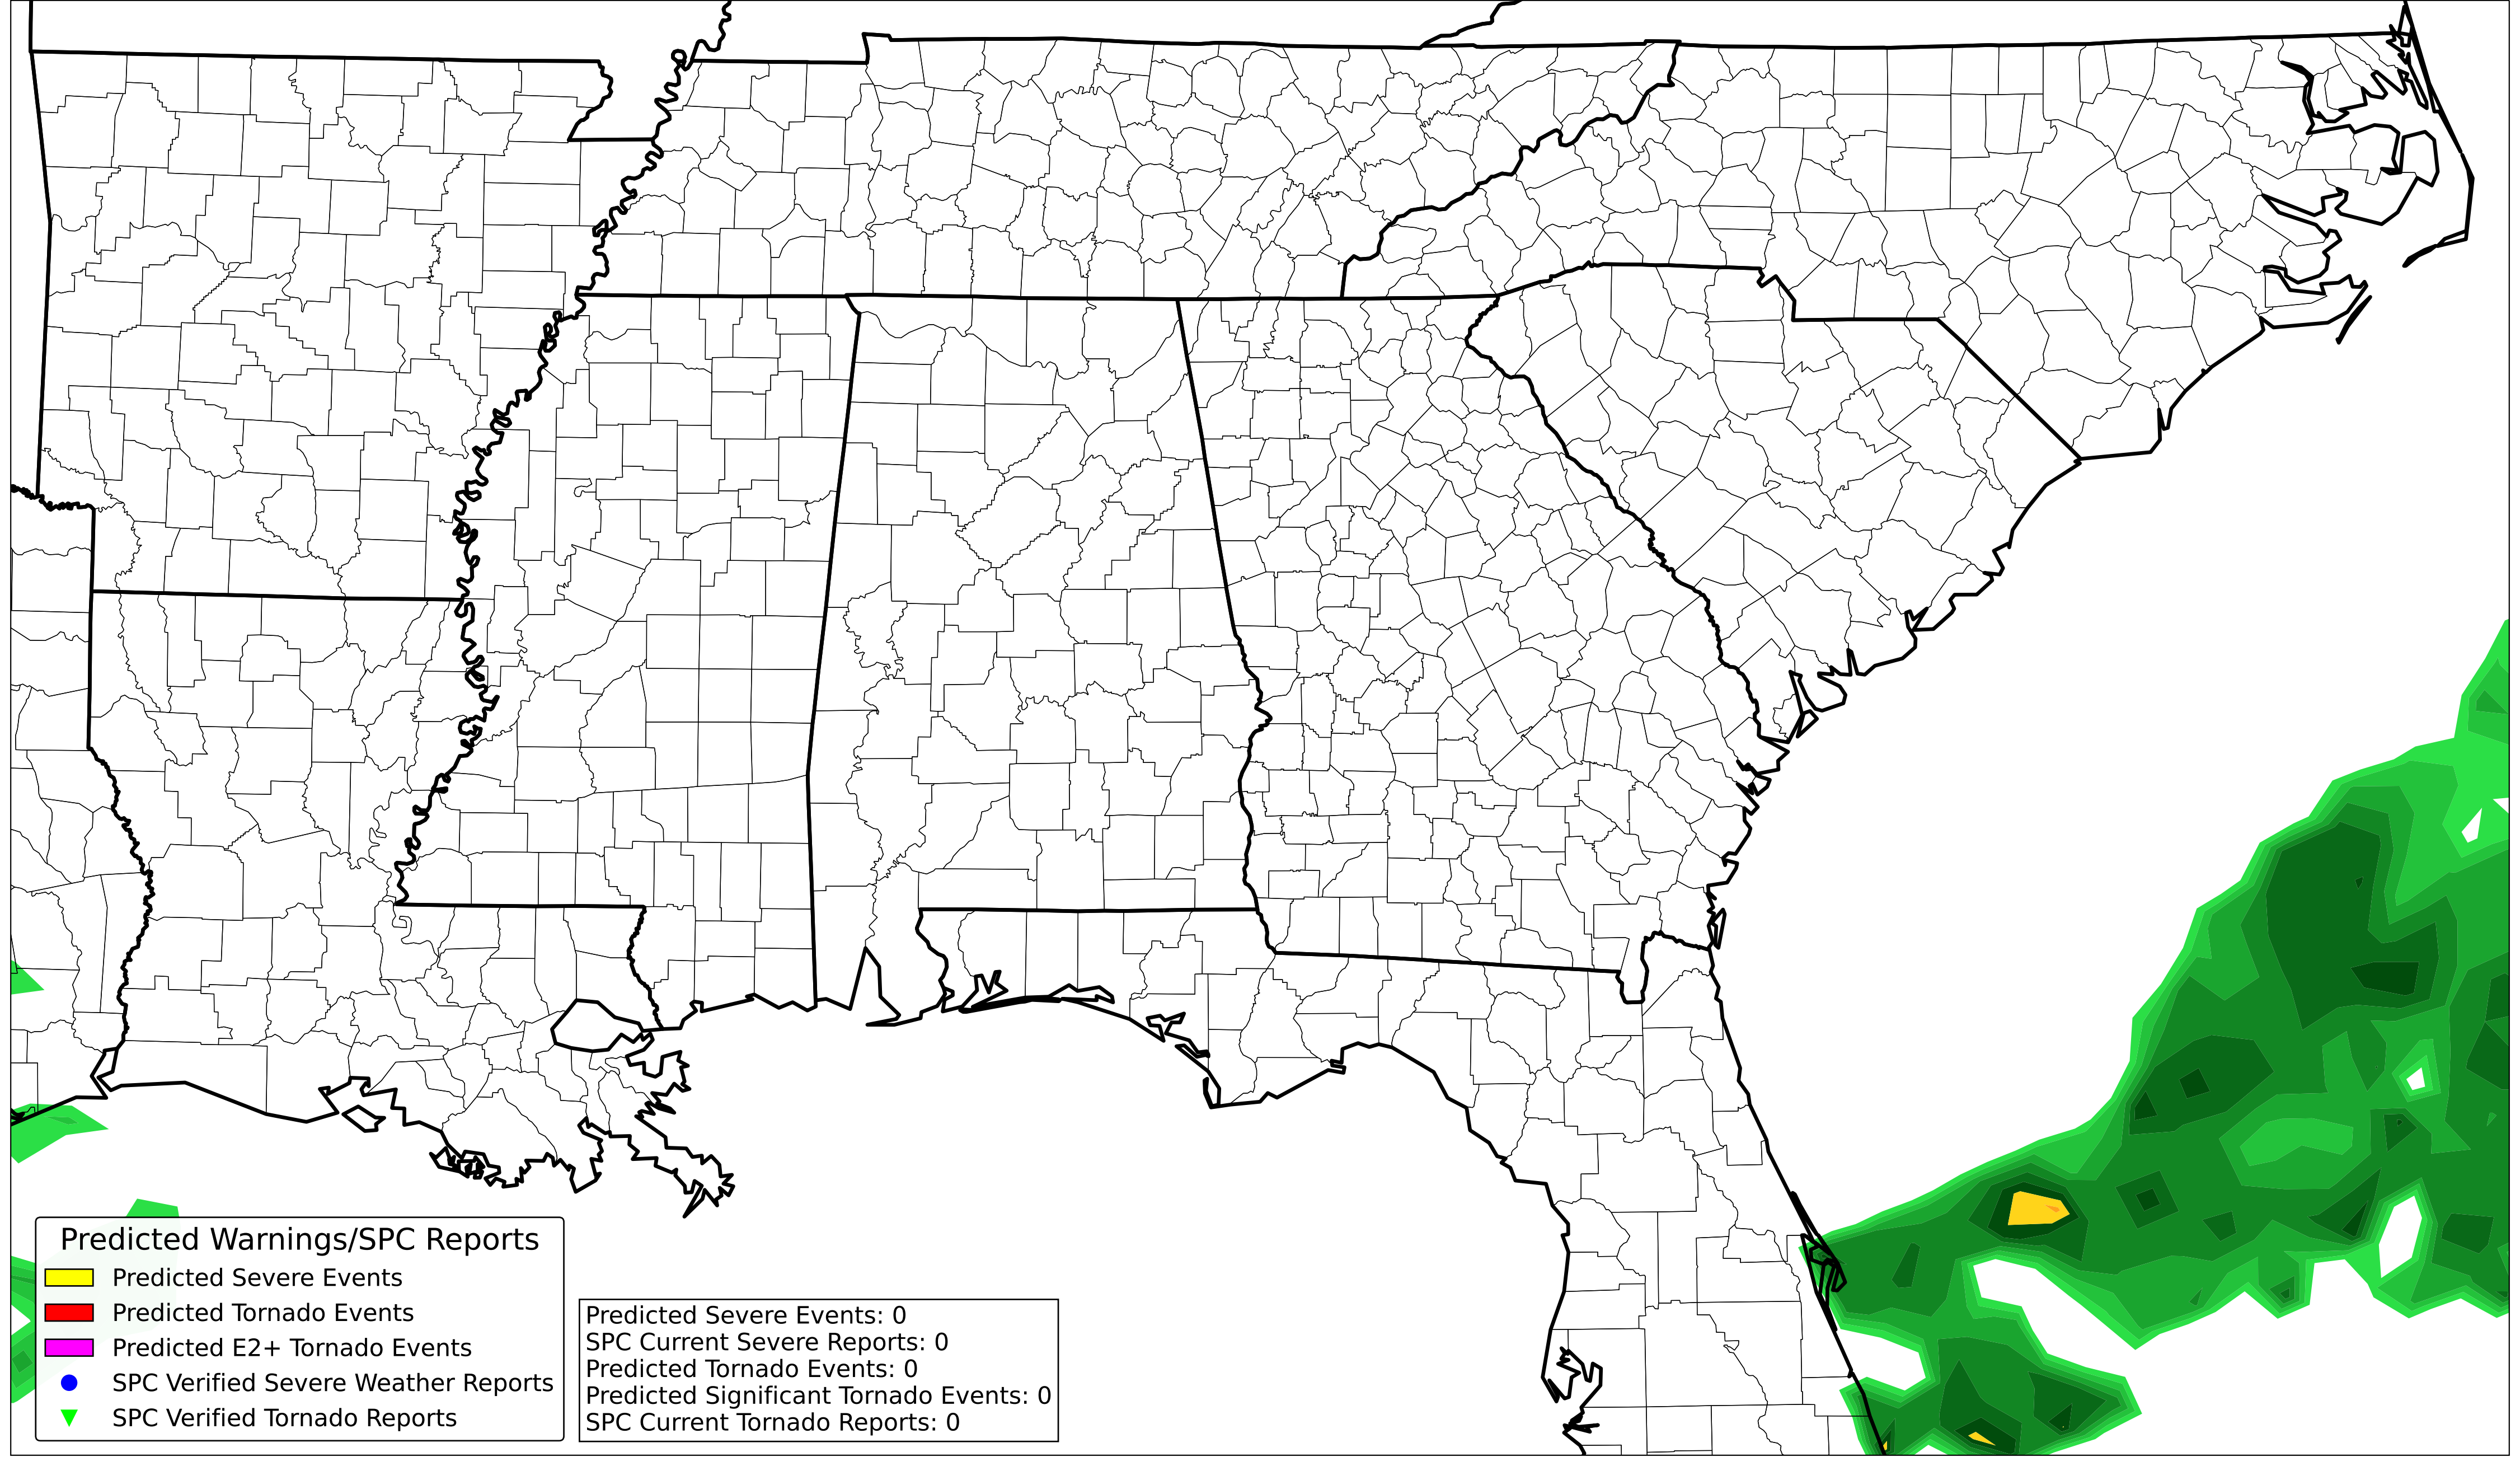 Predicted Warnings/SPC Reports
Predicted Severe Events
Predicted Tornado Events
Predicted E2+ Tornado Events
SPC Verified Severe Weather Reports
SPC Verified Tornado Reports
Predicted Severe Events: 0
SPC Current Severe Reports: 0
Predicted Tornado Events: 0
Predicted Significant Tornado Events: 0
SPC Current Tornado Reports: 0